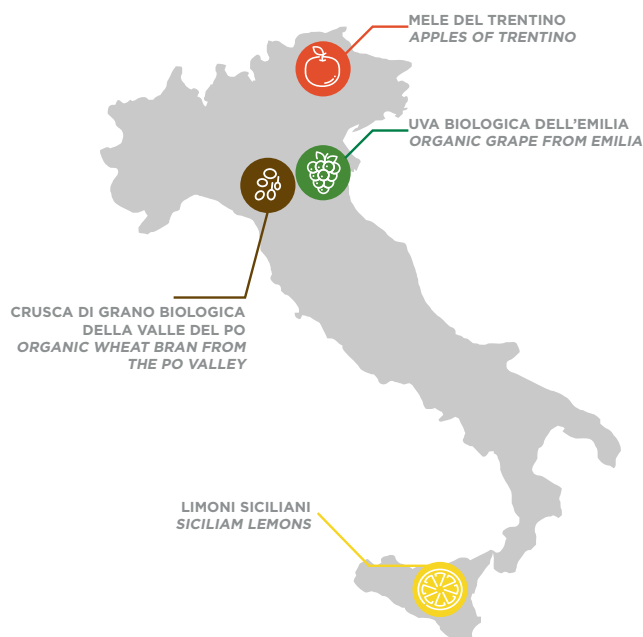 MELE DEL TRENTINO
APPLES OF TRENTINO
UVA BIOLOGICA DELL’EMILIA
ORGANIC GRAPE FROM EMILIA
CRUSCA DI GRANO BIOLOGICA
DELLA VALLE DEL PO
ORGANIC WHEAT BRAN FROM
THE PO VALLEY
LIMONI SICILIANI
SICILIAM LEMONS